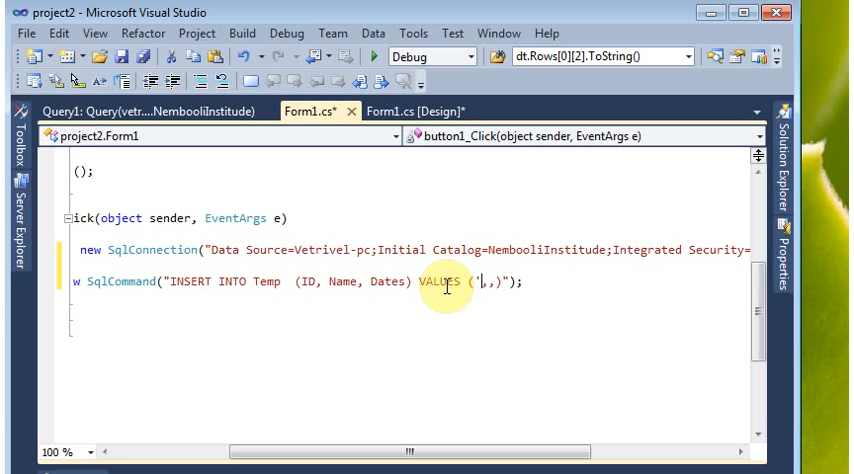 project2 - Microsoft Visual Studio
File Edit View Refactor Project Build Debug Team Data Tools Test Window Help
Debug dt.Rows[0][2].ToString()
Query1: Query(vetr....NembooliInstitude) Form1.cs* Form1.cs [Design]*
project2.Form1 button1_Click(object sender, EventArgs e)
();
ick(object sender, EventArgs e)
new SqlConnection("Data Source=Vetrivel-pc;Initial Catalog=NembooliInstitude;Integrated Security=
w SqlCommand("INSERT INTO Temp  (ID, Name, Dates) VALUES (',,,)");
100 %
Toolbox
Server Explorer
Solution Explorer
Properties